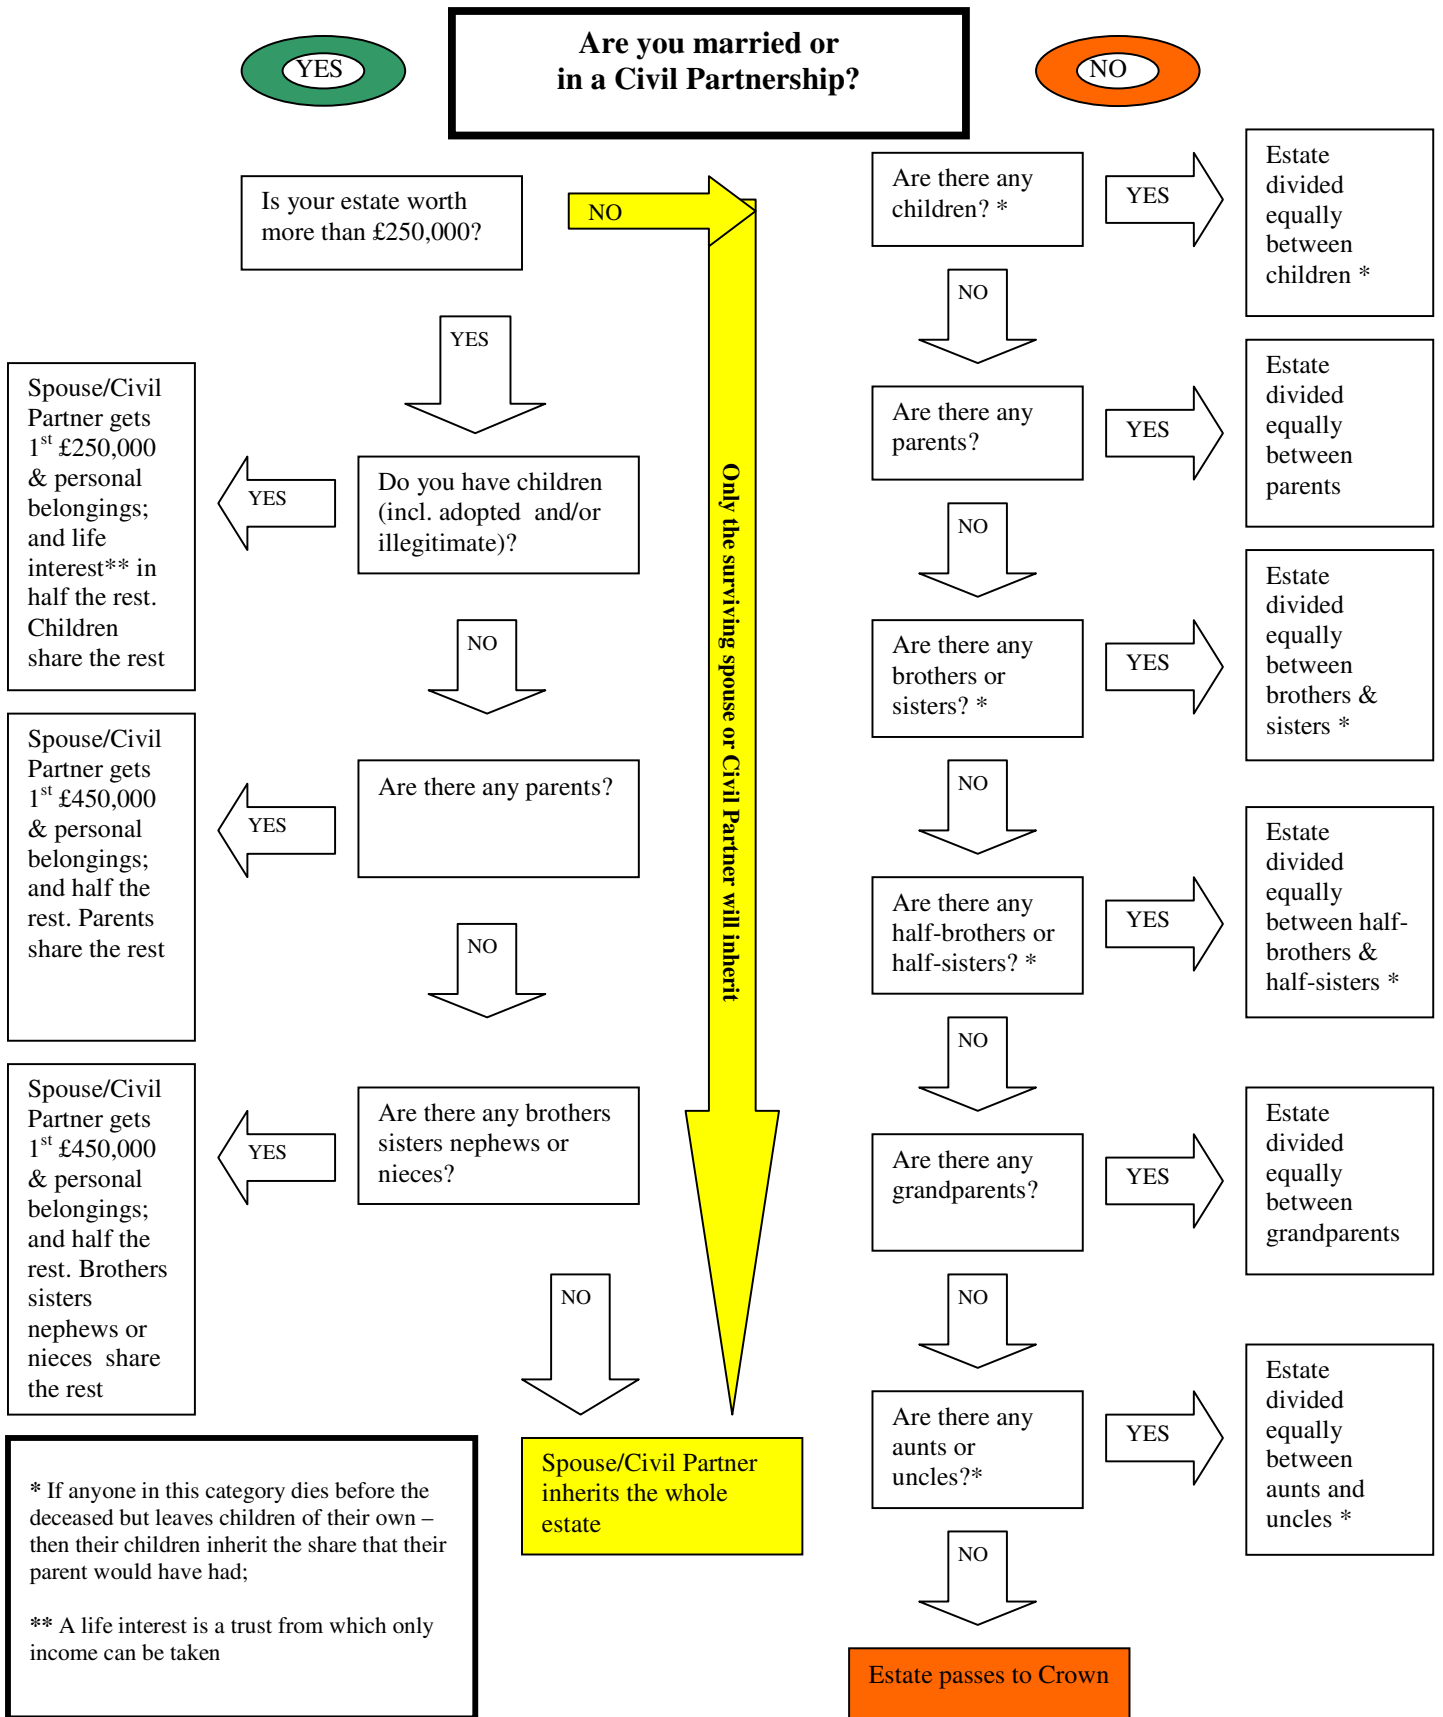 Are you married or
in a Civil Partnership?
YES
NO
Is your estate worth
more than £250,000?
NO
YES
Only the surviving spouse or Civil Partner will inherit
Do you have children
(incl. adopted and/or
illegitimate)?
YES
Spouse/Civil
Partner gets
1st £250,000
& personal
belongings;
and life
interest** in
half the rest.
Children
share the rest
NO
Are there any parents?
YES
Spouse/Civil
Partner gets
1st £450,000
& personal
belongings;
and half the
rest. Parents
share the rest
NO
Are there any brothers
sisters nephews or
nieces?
YES
Spouse/Civil
Partner gets
1st £450,000
& personal
belongings;
and half the
rest. Brothers
sisters
nephews or
nieces share
the rest
NO
Spouse/Civil Partner
inherits the whole
estate
Are there any
children? *
YES
Estate
divided
equally
between
children *
NO
Are there any
parents?
YES
Estate
divided
equally
between
parents
NO
Are there any
brothers or
sisters? *
YES
Estate
divided
equally
between
brothers &
sisters *
NO
Are there any
half-brothers or
half-sisters? *
YES
Estate
divided
equally
between half-
brothers &
half-sisters *
NO
Are there any
grandparents?
YES
Estate
divided
equally
between
grandparents
NO
Are there any
aunts or
uncles?*
YES
Estate
divided
equally
between
aunts and
uncles *
NO
Estate passes to Crown
* If anyone in this category dies before the
deceased but leaves children of their own –
then their children inherit the share that their
parent would have had;
** A life interest is a trust from which only
income can be taken